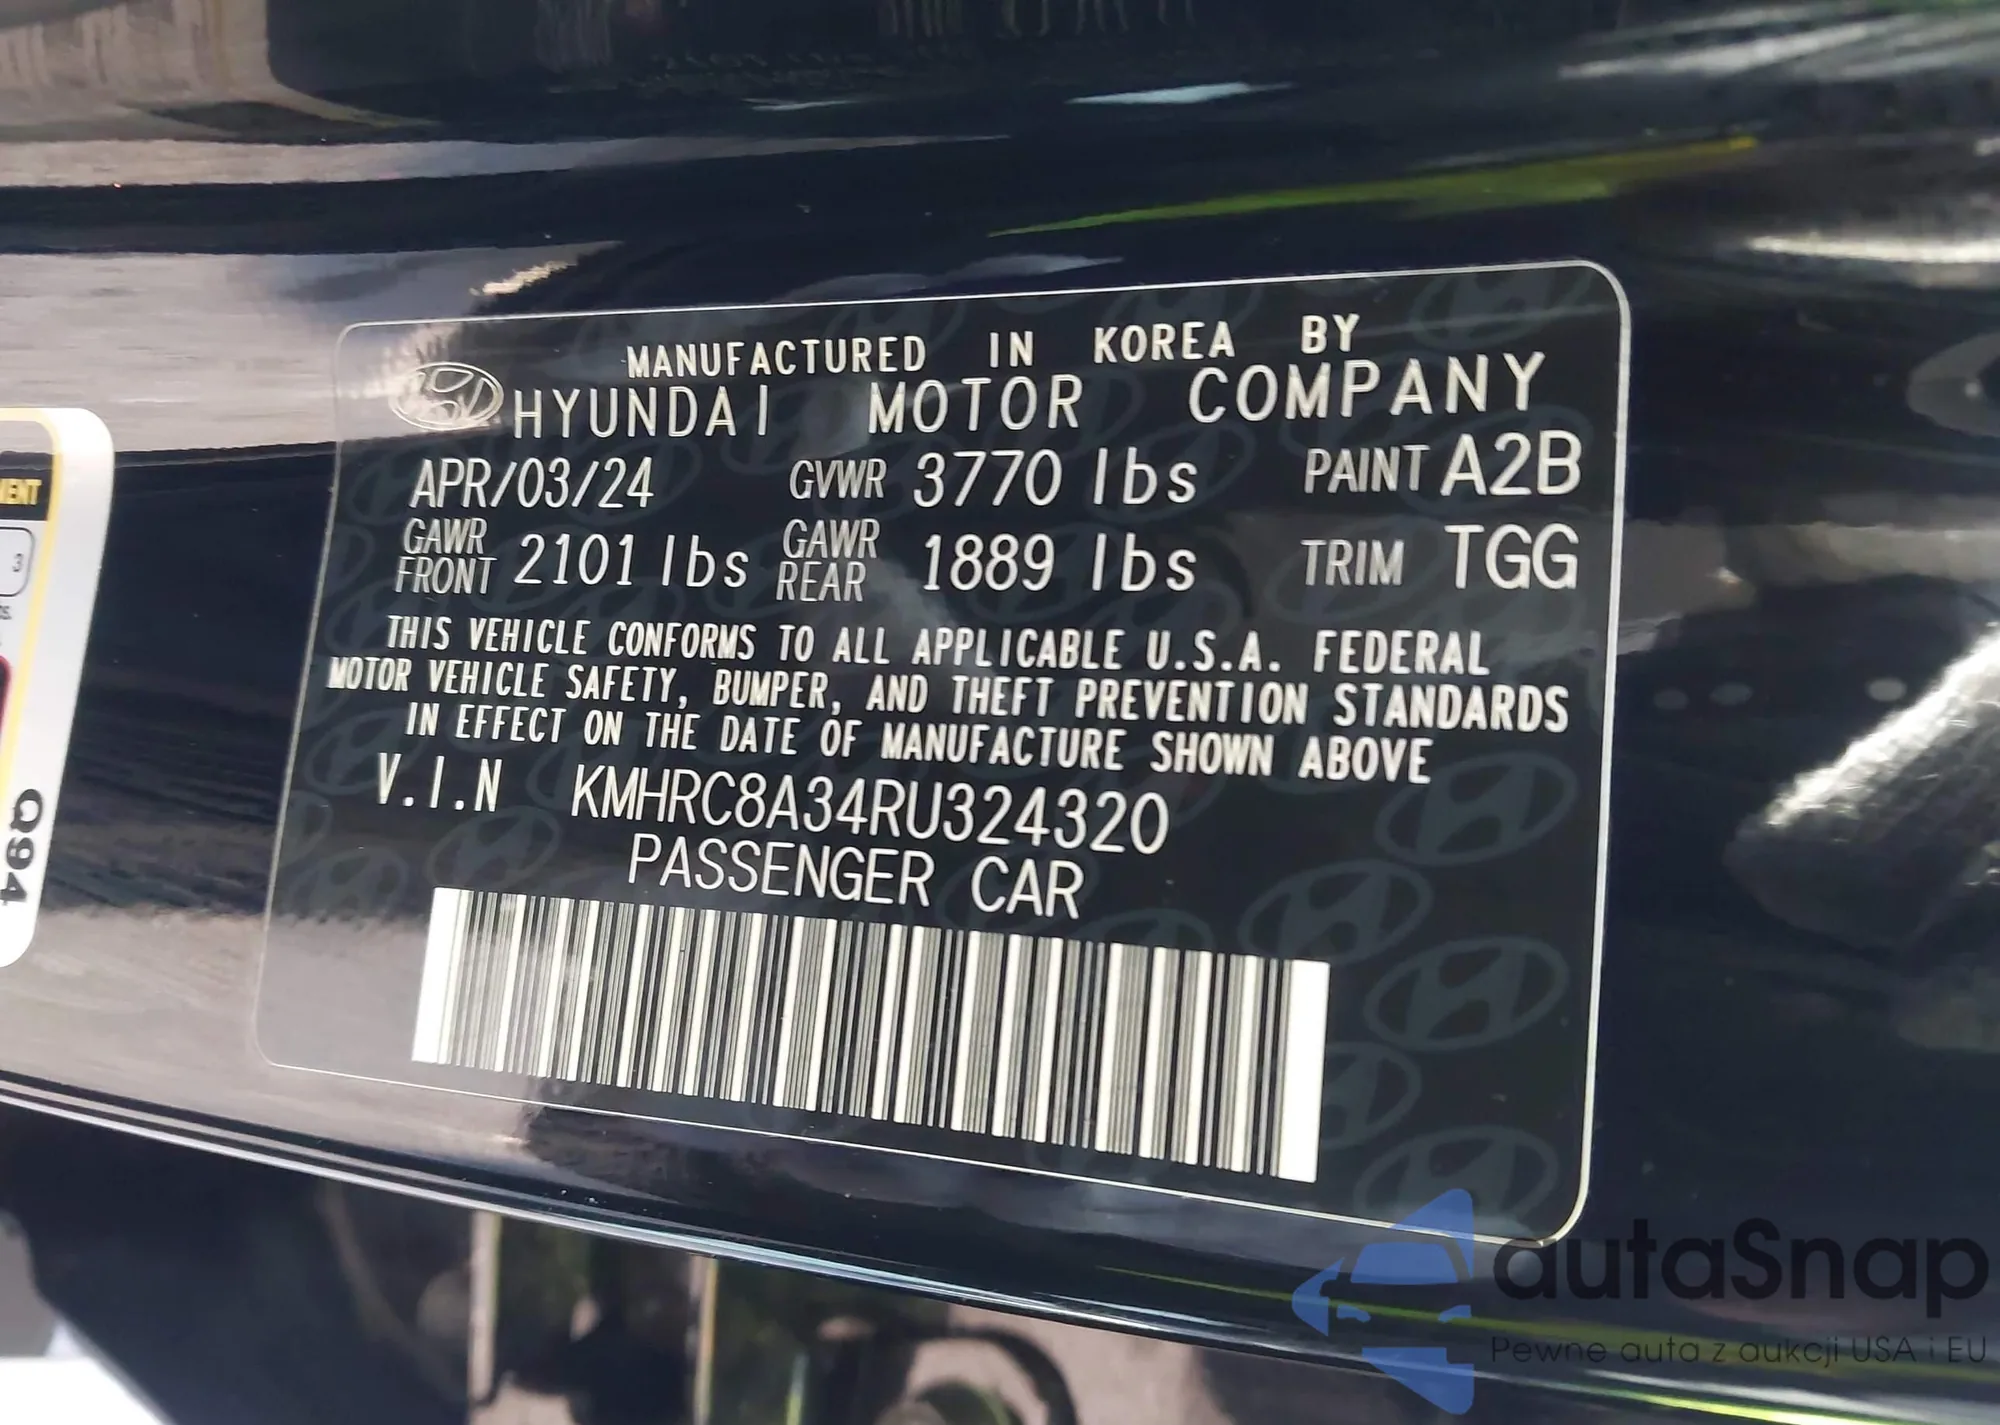 MANUFACTURED IN KOREA BY
HYUNDAI MOTOR COMPANY
APR/03/24 GVWR 3770 lbs PAINT A2B
GAWR FRONT 2101 lbs GAWR REAR 1889 lbs TRIM TGG
THIS VEHICLE CONFORMS TO ALL APPLICABLE U.S.A. FEDERAL
MOTOR VEHICLE SAFETY, BUMPER, AND THEFT PREVENTION STANDARDS
IN EFFECT ON THE DATE OF MANUFACTURE SHOWN ABOVE
V.I.N KMHRC8A34RU324320
PASSENGER CAR
3
Q94
autaSnap
Pewne auta z aukcji USA i EU